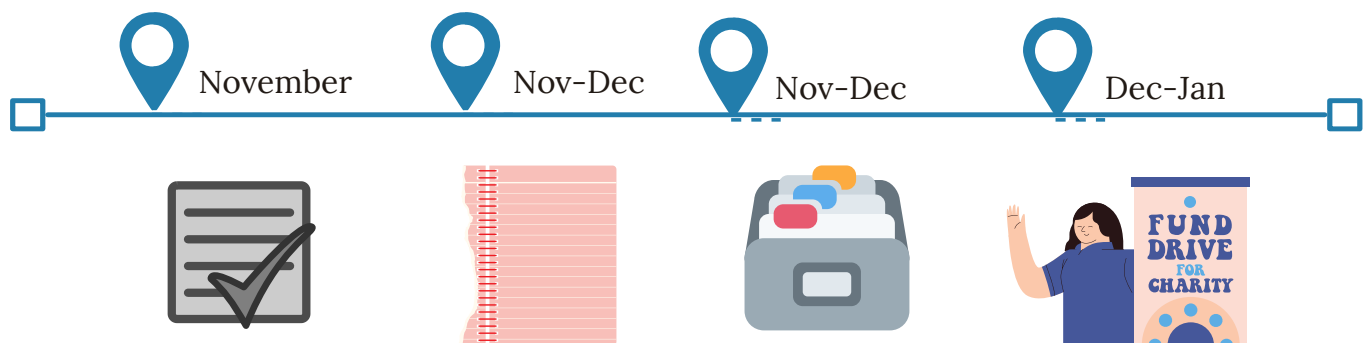 November
Nov-Dec
Nov-Dec
Dec-Jan
FUND
DRIVE
FOR
CHARITY